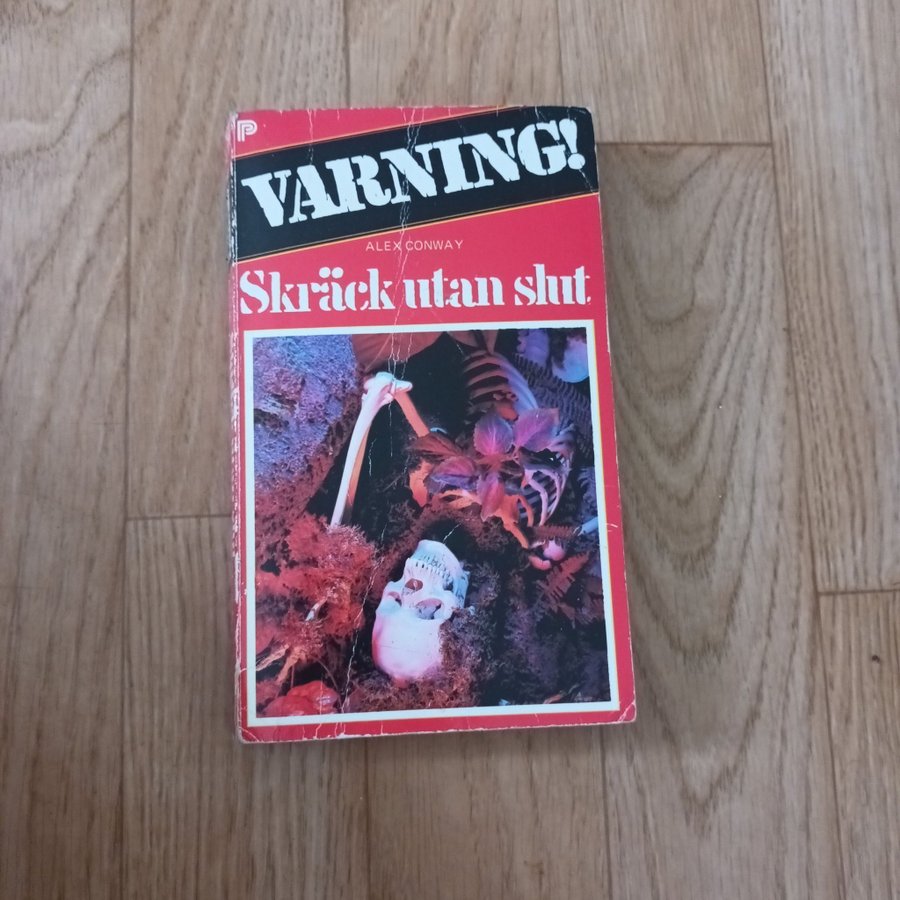 P
VARNING!
ALEX CONWAY
Skräck utan slut